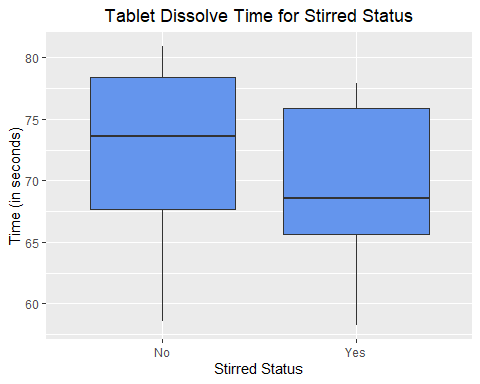 Tablet Dissolve Time for Stirred Status
Time (in seconds)
80
75
70
65
60
No
Yes
Stirred Status